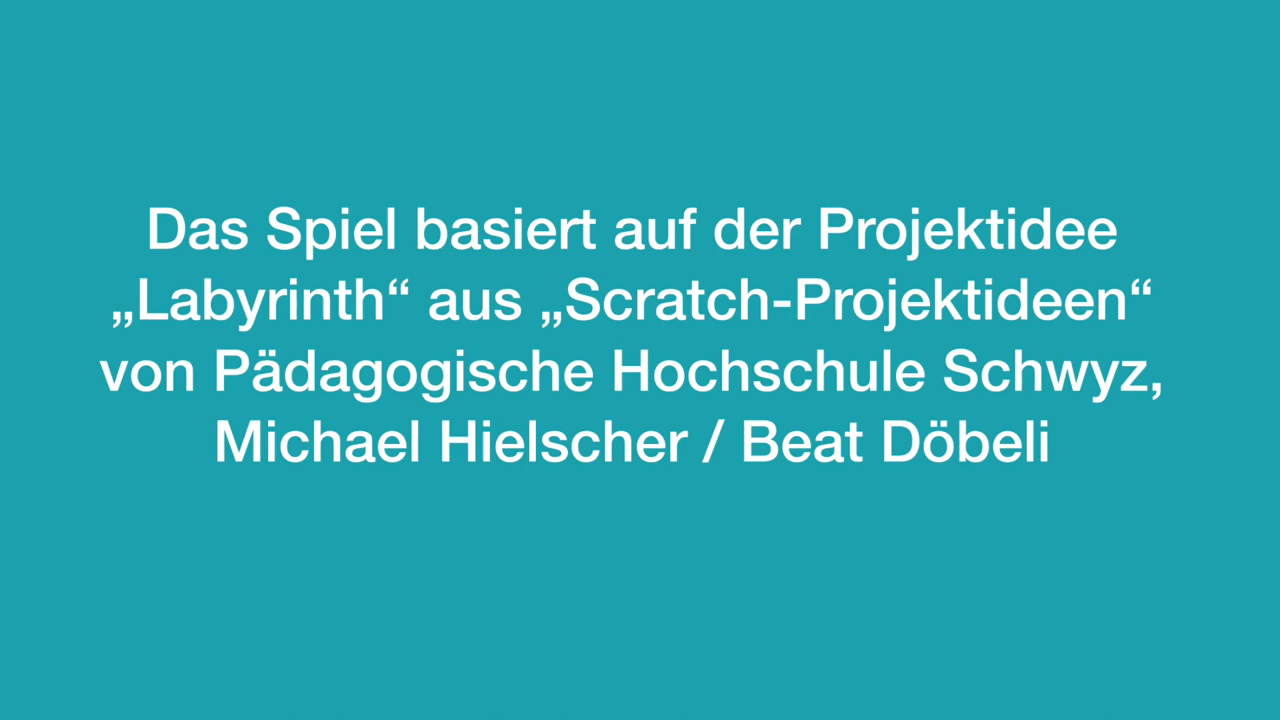 Das Spiel basiert auf der Projektidee
„Labyrinth“ aus „Scratch-Projektideen“
von Pädagogische Hochschule Schwyz,
Michael Hielscher / Beat Döbeli